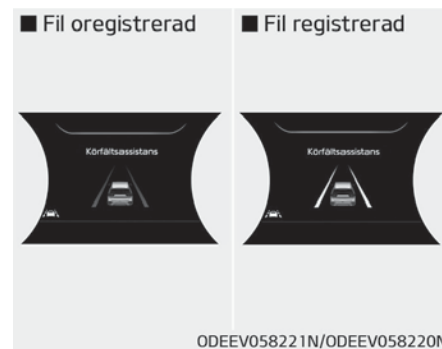 ■ Fil oregistrerad
■ Fil registrerad
Körfältsassistans
Körfältsassistans
ODEEV058221N/ODEEV058220N